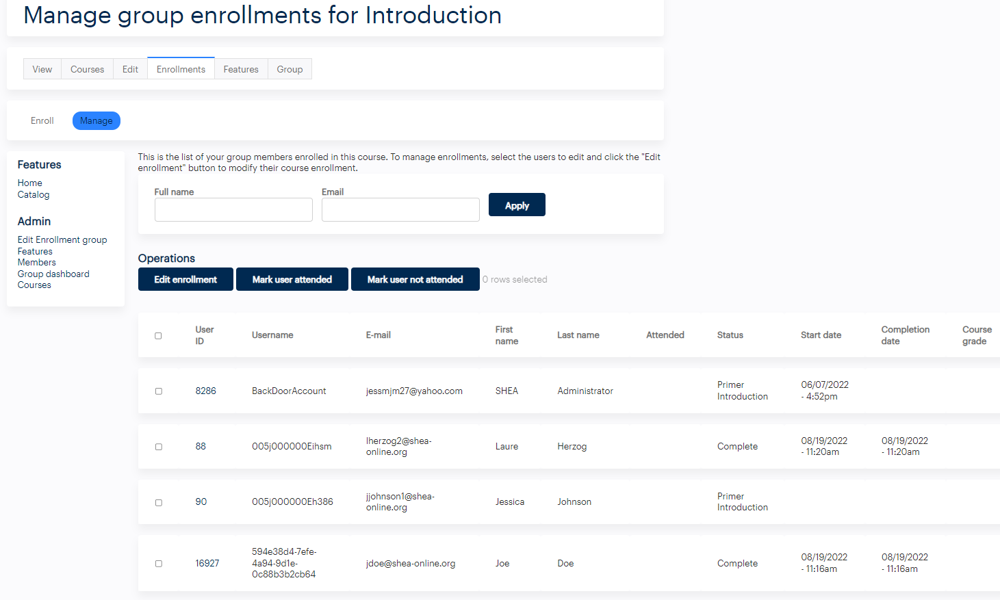 Manage group enrollments for Introduction
View Courses Edit Enrollments Features Group
Enroll Manage
Features
Home
Catalog
Admin
Edit Enrollment group
Features
Members
Group dashboard
Courses
This is the list of your group members enrolled in this course. To manage enrollments, select the users to edit and click the "Edit
enrollment" button to modify their course enrollment.
Full name Email
Apply
Operations
Edit enrollment Mark user attended Mark user not attended 0 rows selected
User
ID
Username
E-mail
First
name
Last name
Attended
Status
Start date
Completion
date
Course
grade
8286
BackDoorAccount
jessmjm27@yahoo.com
SHEA
Administrator
Primer
Introduction
06/07/2022
- 4:52pm
88
005j000000Eihsm
lherzog2@shea-
online.org
Laure
Herzog
Complete
08/19/2022
- 11:20am
08/19/2022
- 11:20am
90
005j000000Eh386
jjohnson1@shea-
online.org
Jessica
Johnson
Primer
Introduction
16927
594e38d4-7efe-
4a94-9d1e-
0c88b3b2cb64
jdoe@shea-online.org
Joe
Doe
Complete
08/19/2022
- 11:16am
08/19/2022
- 11:16am